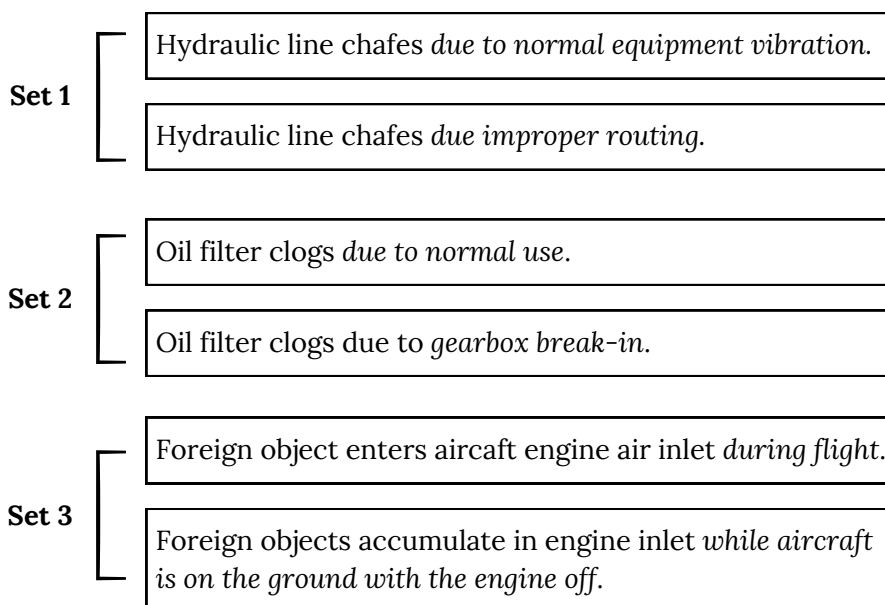 Hydraulic line chafes due to normal equipment vibration.
Set 1
Hydraulic line chafes due improper routing.
Oil filter clogs due to normal use.
Set 2
Oil filter clogs due to gearbox break-in.
Foreign object enters aircaft engine air inlet during flight.
Set 3
Foreign objects accumulate in engine inlet while aircraft
is on the ground with the engine off.